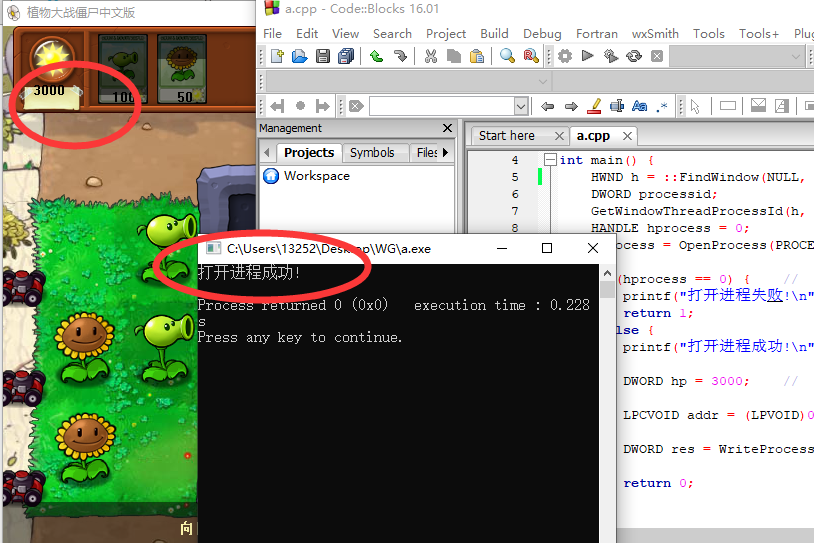 植物大战僵尸中文版
3000
100
50
向
a.cpp - Code::Blocks 16.01
File Edit View Search Project Build Debug Fortran wxSmith Tools Tools+ Plug
Management
Projects Symbols Files
Workspace
Start here a.cpp
4 int main() {
5 HWND h = ::FindWindow(NULL,
6 DWORD processid;
7 GetWindowThreadProcessId(h,
8 HANDLE hprocess = 0;
ocess = OpenProcess(PROCE
(hprocess == 0) { //
printf("打开进程失败!\n"
return 1;
lse {
printf("打开进程成功!\n"
DWORD hp = 3000; //
LPCVOID addr = (LPVOID)0
DWORD res = WriteProcess
return 0;
C:\Users\13252\Desktop\WG\a.exe
打开进程成功!
Process returned 0 (0x0) execution time : 0.228
s
Press any key to continue.